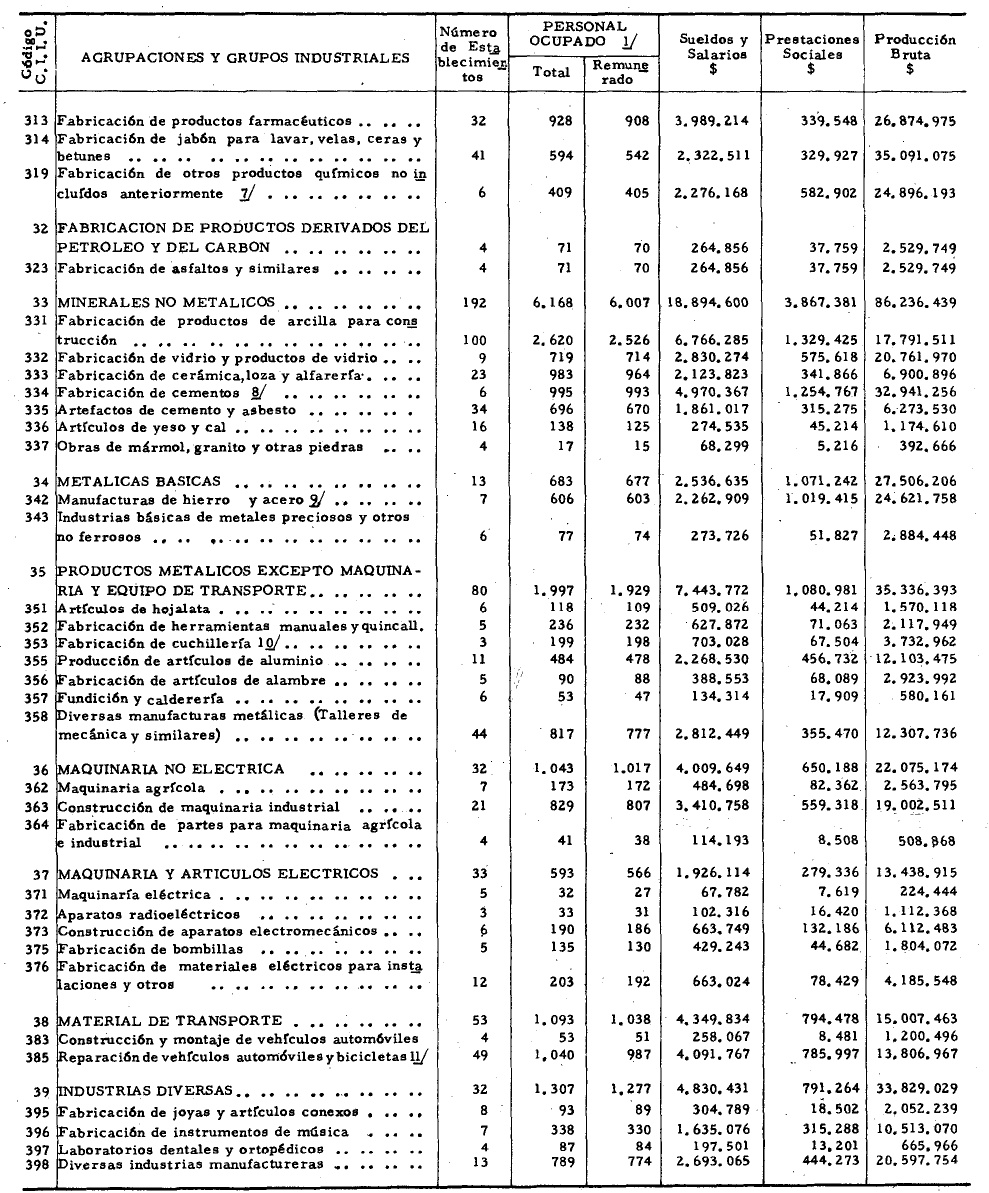 Código C.I.I.U.
AGRUPACIONES Y GRUPOS INDUSTRIALES
Número de Esta blecimien tos
PERSONAL OCUPADO 1/
Total
Remune rado
Sueldos y Salarios $
Prestaciones Sociales $
Producción Bruta $
313 Fabricación de productos farmacéuticos .. .. .. 32 928 908 3.989.214 339.548 26.874.975
314 Fabricación de jabón para lavar, velas, ceras y
betunes .. .. .. .. .. .. .. .. .. .. .. 41 594 542 2.322.511 329.927 35.091.075
319 Fabricación de otros productos químicos no in
cluídos anteriormente 7/ . .. .. .. .. .. .. 6 409 405 2.276.168 582.902 24.896.193
32 FABRICACION DE PRODUCTOS DERIVADOS DEL
PETROLEO Y DEL CARBON .. .. .. .. .. .. 4 71 70 264.856 37.759 2.529.749
323 Fabricación de asfaltos y similares .. .. .. .. 4 71 70 264.856 37.759 2.529.749
33 MINERALES NO METALICOS .. .. .. .. .. .. 192 6.168 6.007 18.894.600 3.867.381 86.236.439
331 Fabricación de productos de arcilla para cons
trucción .. .. .. .. .. .. .. .. .. .. .. 100 2.620 2.526 6.766.285 1.329.425 17.791.511
332 Fabricación de vidrio y productos de vidrio .. .. 9 719 714 2.830.274 575.618 20.761.970
333 Fabricación de cerámica, loza y alfarería. .. .. 23 983 964 2.123.823 341.866 6.900.896
334 Fabricación de cementos 8/ .. .. .. .. .. .. 6 995 993 4.970.367 1.254.767 32.941.256
335 Artefactos de cemento y asbesto .. .. .. .. . 34 696 670 1.861.017 315.275 6.273.530
336 Artículos de yeso y cal .. .. .. .. .. .. .. .. 16 138 125 274.535 45.214 1.174.610
337 Obras de mármol, granito y otras piedras .. .. 4 17 15 68.299 5.216 392.666
34 METALICAS BASICAS .. .. .. .. .. .. .. 13 683 677 2.536.635 1.071.242 27.506.206
342 Manufacturas de hierro y acero 9/ .. .. .. .. 7 606 603 2.262.909 1.019.415 24.621.758
343 Industrias básicas de metales preciosos y otros
no ferrosos .. .. .. .. .. .. .. .. .. .. 6 77 74 273.726 51.827 2.884.448
35 PRODUCTOS METALICOS EXCEPTO MAQUINA-
RIA Y EQUIPO DE TRANSPORTE .. .. .. .. .. 80 1.997 1.929 7.443.772 1.080.981 35.336.393
351 Artículos de hojalata . .. .. .. .. .. .. .. .. 6 118 109 509.026 44.214 1.570.118
352 Fabricación de herramientas manuales y quincall. 5 236 232 627.872 71.063 2.117.949
353 Fabricación de cuchillería 10/ .. .. .. .. .. .. 3 199 198 703.028 67.504 3.732.962
355 Producción de artículos de aluminio .. .. .. .. 11 484 478 2.268.530 456.732 12.103.475
356 Fabricación de artículos de alambre .. .. .. .. 5 90 88 388.553 68.089 2.923.992
357 Fundición y calderería .. .. .. .. .. .. .. .. 6 53 47 134.314 17.909 580.161
358 Diversas manufacturas metálicas (Talleres de
mecánica y similares) .. .. .. .. .. .. .. .. 44 817 777 2.812.449 355.470 12.307.736
36 MAQUINARIA NO ELECTRICA .. .. .. .. .. 32 1.043 1.017 4.009.649 650.188 22.075.174
362 Maquinaria agrícola . .. .. .. .. .. .. .. .. 7 173 172 484.698 82.362 2.563.795
363 Construcción de maquinaria industrial .. .. .. 21 829 807 3.410.758 559.318 19.002.511
364 Fabricación de partes para maquinaria agrícola
e industrial .. .. .. .. .. .. .. .. .. .. 4 41 38 114.193 8.508 508.868
37 MAQUINARIA Y ARTICULOS ELECTRICOS . .. 33 593 566 1.926.114 279.336 13.438.915
371 Maquinaría eléctrica . .. .. .. .. .. .. .. .. 5 32 27 67.782 7.619 224.444
372 Aparatos radioeléctricos .. .. .. .. .. .. .. 3 33 31 102.316 16.420 1.112.368
373 Construcción de aparatos electromecánicos .. .. 6 190 186 663.749 132.186 6.112.483
375 Fabricación de bombillas .. .. .. .. .. .. .. 5 135 130 429.243 44.682 1.804.072
376 Fabricación de materiales eléctricos para insta
laciones y otros .. .. .. .. .. .. .. .. .. 12 203 192 663.024 78.429 4.185.548
38 MATERIAL DE TRANSPORTE . .. .. .. .. .. 53 1.093 1.038 4.349.834 794.478 15.007.463
383 Construcción y montaje de vehículos automóviles 4 53 51 258.067 8.481 1.200.496
385 Reparación de vehículos automóviles y bicicletas 11/ 49 1,040 987 4.091.767 785.997 13.806.967
39 INDUSTRIAS DIVERSAS .. .. .. .. .. .. .. .. 32 1.307 1.277 4.830.431 791.264 33.829.029
395 Fabricación de joyas y artículos conexos . .. .. 8 93 89 304.789 18.502 2.052.239
396 Fabricación de instrumentos de música . .. .. 7 338 330 1.635.076 315.288 10.513.070
397 Laboratorios dentales y ortopédicos .. .. .. .. 4 87 84 197.501 13.201 665.966
398 Diversas industrias manufactureras .. .. .. .. 13 789 774 2.693.065 444.273 20.597.754